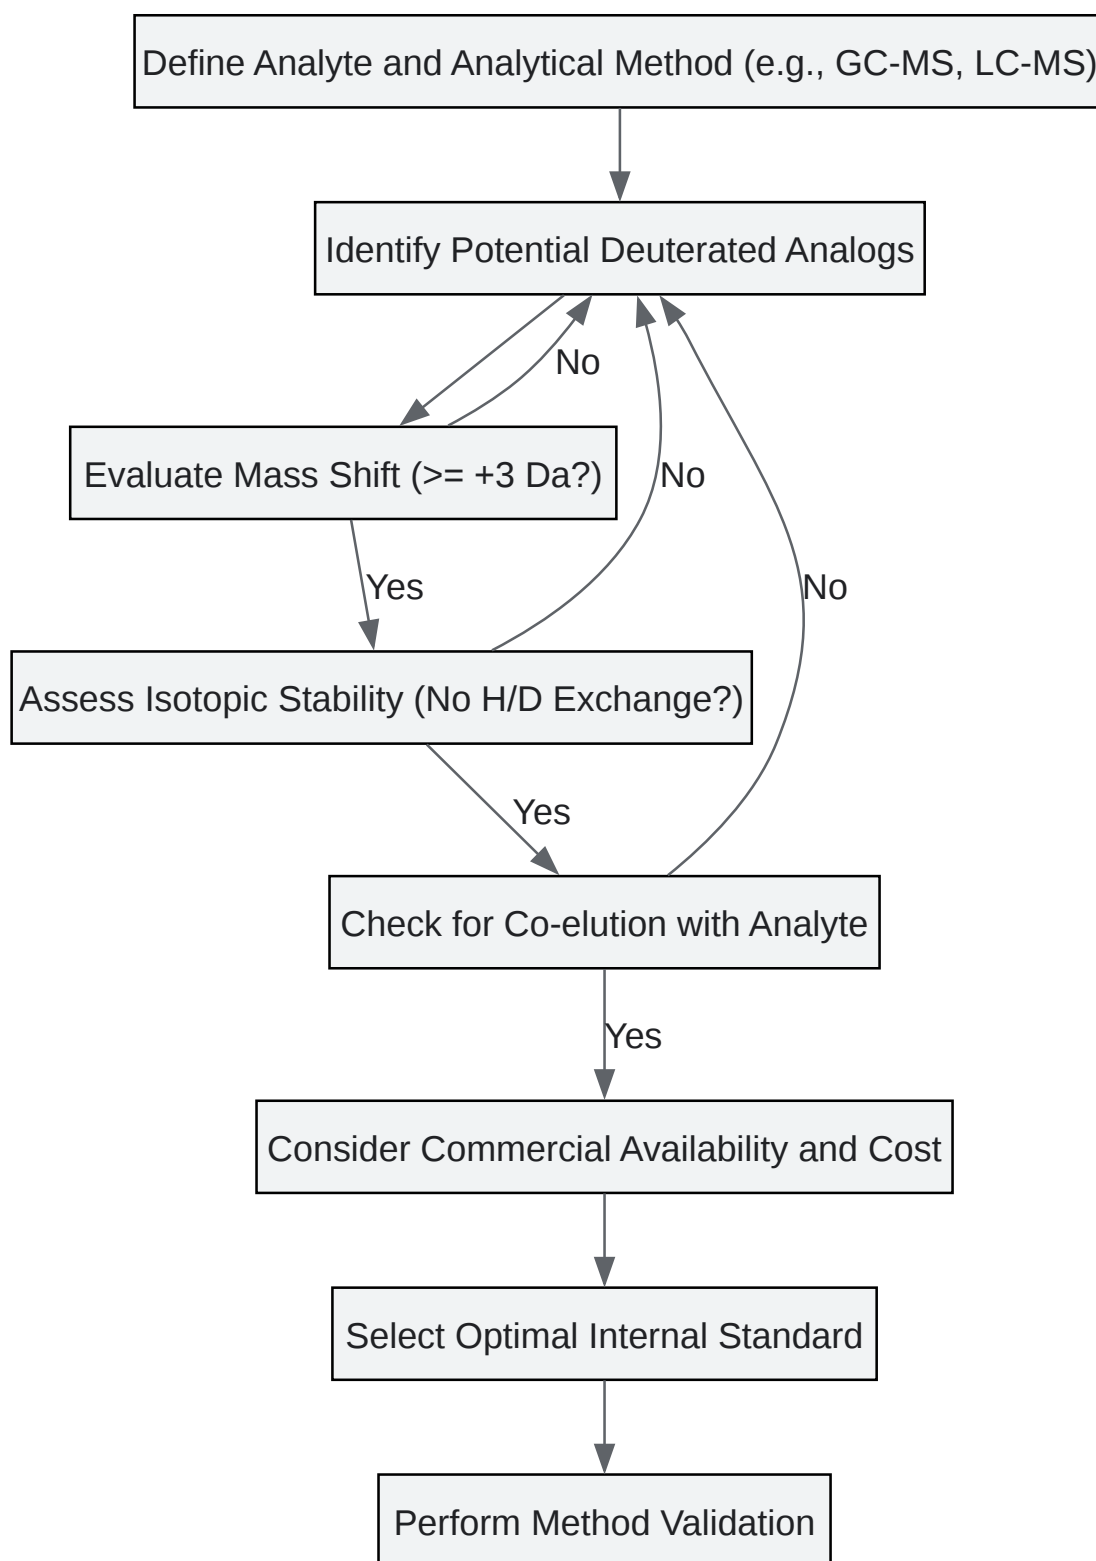 Define Analyte and Analytical Method (e.g., GC-MS, LC-MS)
Identify Potential Deuterated Analogs
No
Evaluate Mass Shift (>= +3 Da?)
No
Yes
No
Assess Isotopic Stability (No H/D Exchange?)
Yes
Check for Co-elution with Analyte
Yes
Consider Commercial Availability and Cost
Select Optimal Internal Standard
Perform Method Validation